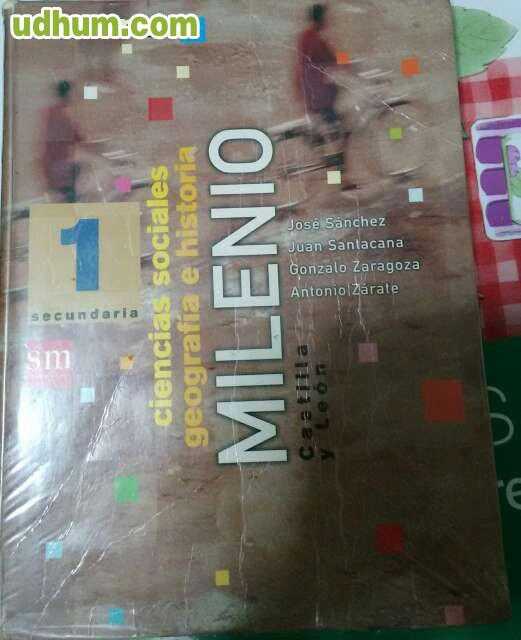 udhum.com
1
secundaria
sm
ciencias sociales
geografía e historia
MILENIO
José Sánchez
Juan Santacana
Gonzalo Zaragoza
Antonio Zárate
Castilla
y León